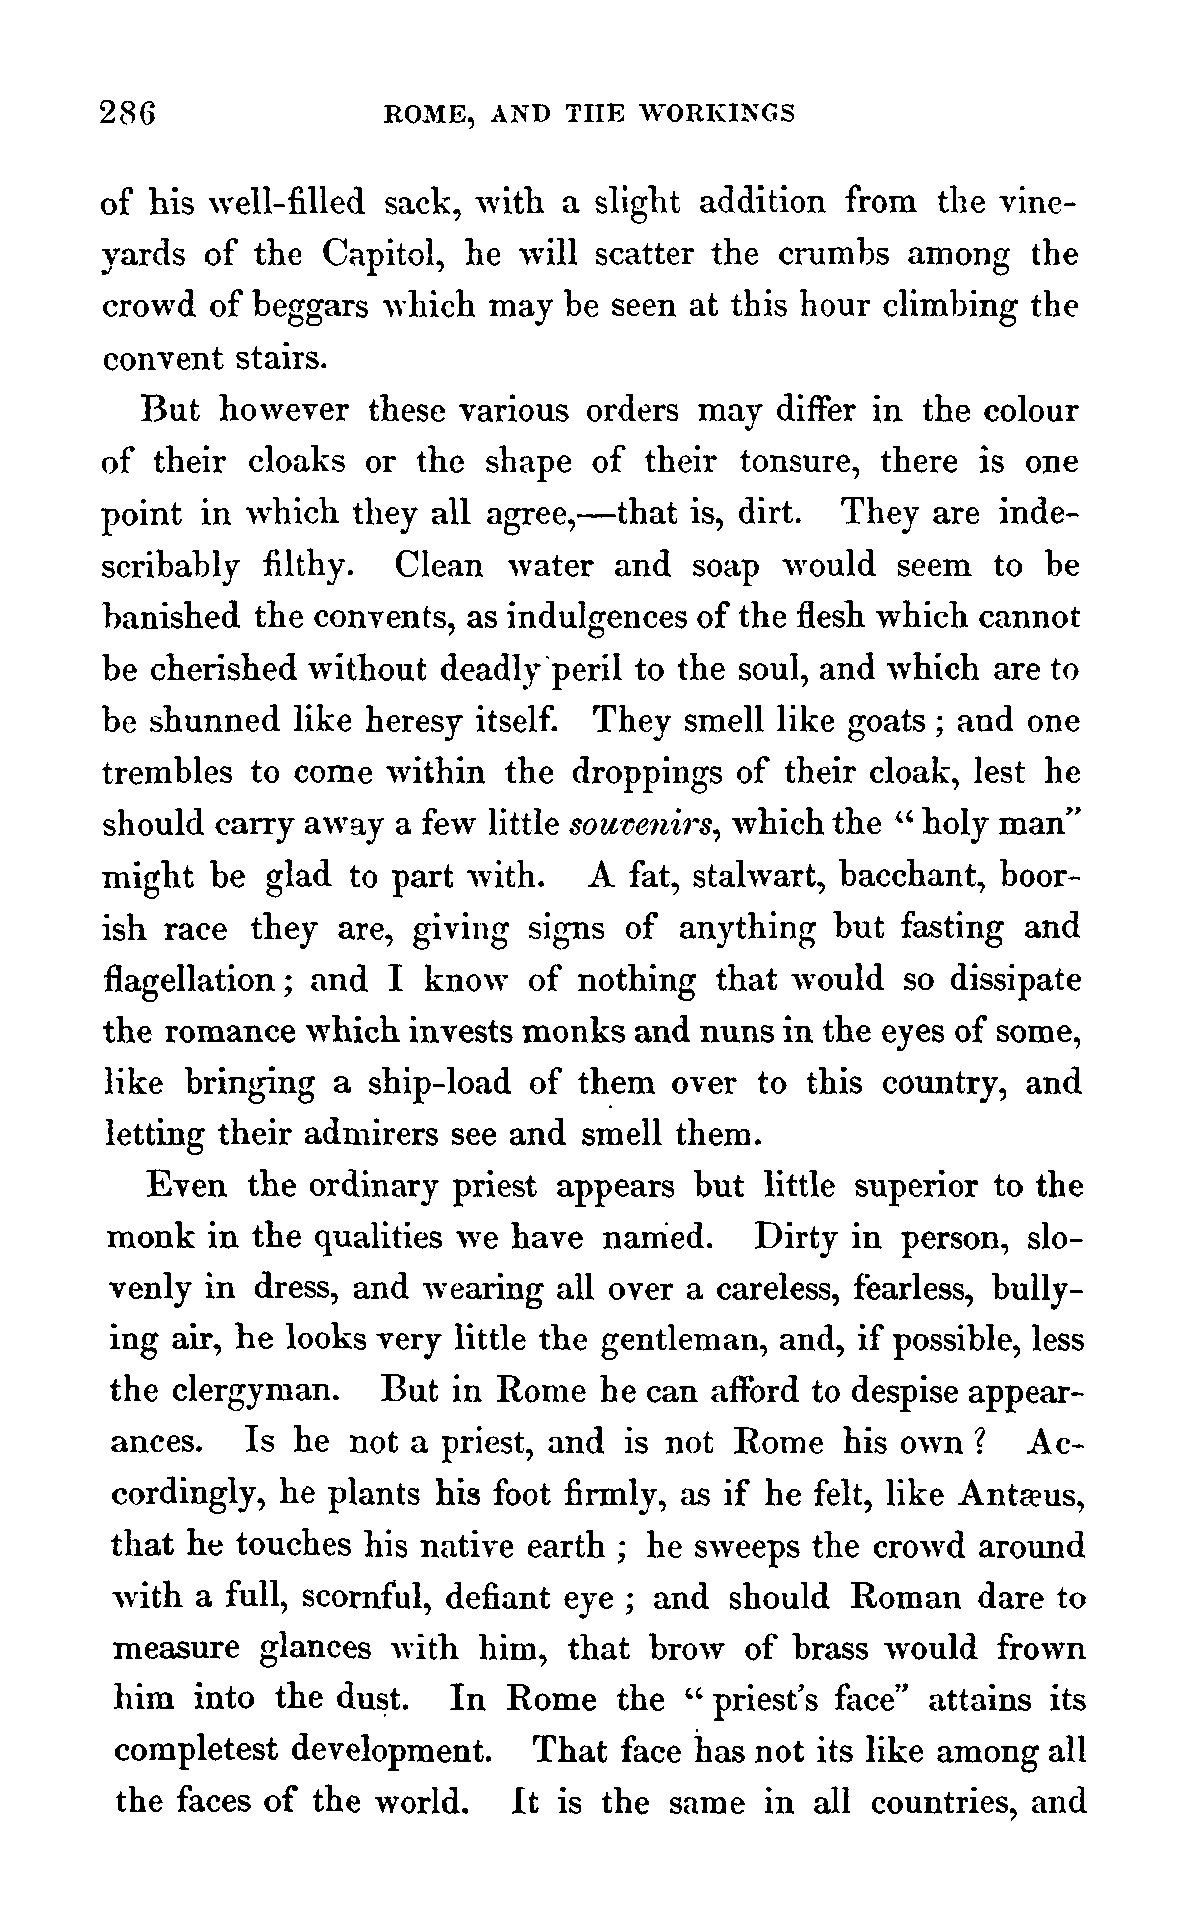 286 ROME, AND THE WORKINGS
of his well-filled sack, with a slight addition from the vine-
yards of the Capitol, he will scatter the crumbs among the
crowd of beggars which may be seen at this hour climbing the
convent stairs.
But however these various orders may differ in the colour
of their cloaks or the shape of their tonsure, there is one
point in which they all agree,—that is, dirt. They are inde-
scribably filthy. Clean water and soap would seem to be
banished the convents, as indulgences of the flesh which cannot
be cherished without deadly peril to the soul, and which are to
be shunned like heresy itself. They smell like goats ; and one
trembles to come within the droppings of their cloak, lest he
should carry away a few little souvenirs, which the “ holy man”
might be glad to part with. A fat, stalwart, bacchant, boor-
ish race they are, giving signs of anything but fasting and
flagellation ; and I know of nothing that would so dissipate
the romance which invests monks and nuns in the eyes of some,
like bringing a ship-load of them over to this country, and
letting their admirers see and smell them.
Even the ordinary priest appears but little superior to the
monk in the qualities we have named. Dirty in person, slo-
venly in dress, and wearing all over a careless, fearless, bully-
ing air, he looks very little the gentleman, and, if possible, less
the clergyman. But in Rome he can afford to despise appear-
ances. Is he not a priest, and is not Rome his own ? Ac-
cordingly, he plants his foot firmly, as if he felt, like Antæus,
that he touches his native earth ; he sweeps the crowd around
with a full, scornful, defiant eye ; and should Roman dare to
measure glances with him, that brow of brass would frown
him into the dust. In Rome the “ priest’s face” attains its
completest development. That face has not its like among all
the faces of the world. It is the same in all countries, and